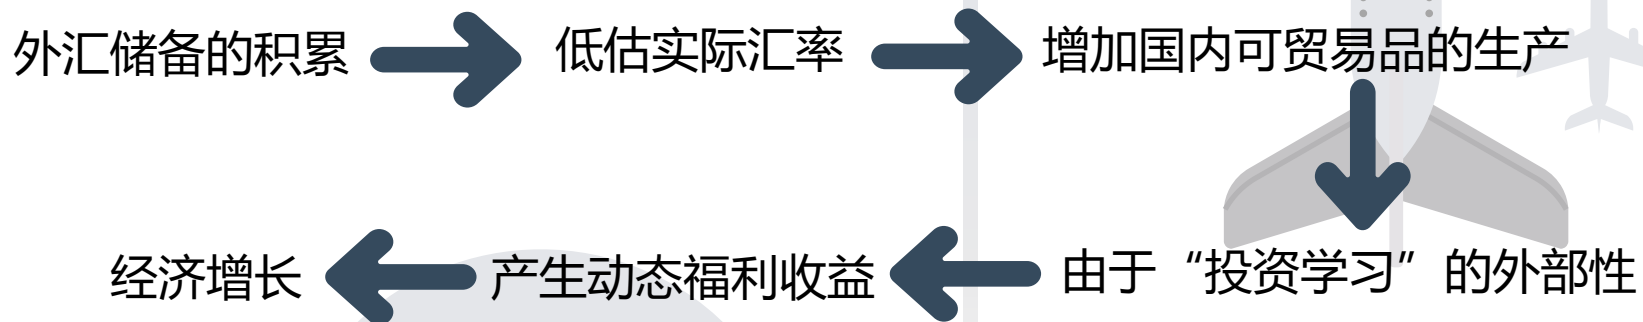 外汇储备的积累 低估实际汇率 增加国内可贸易品的生产
经济增长 产生动态福利收益 由于“投资学习”的外部性